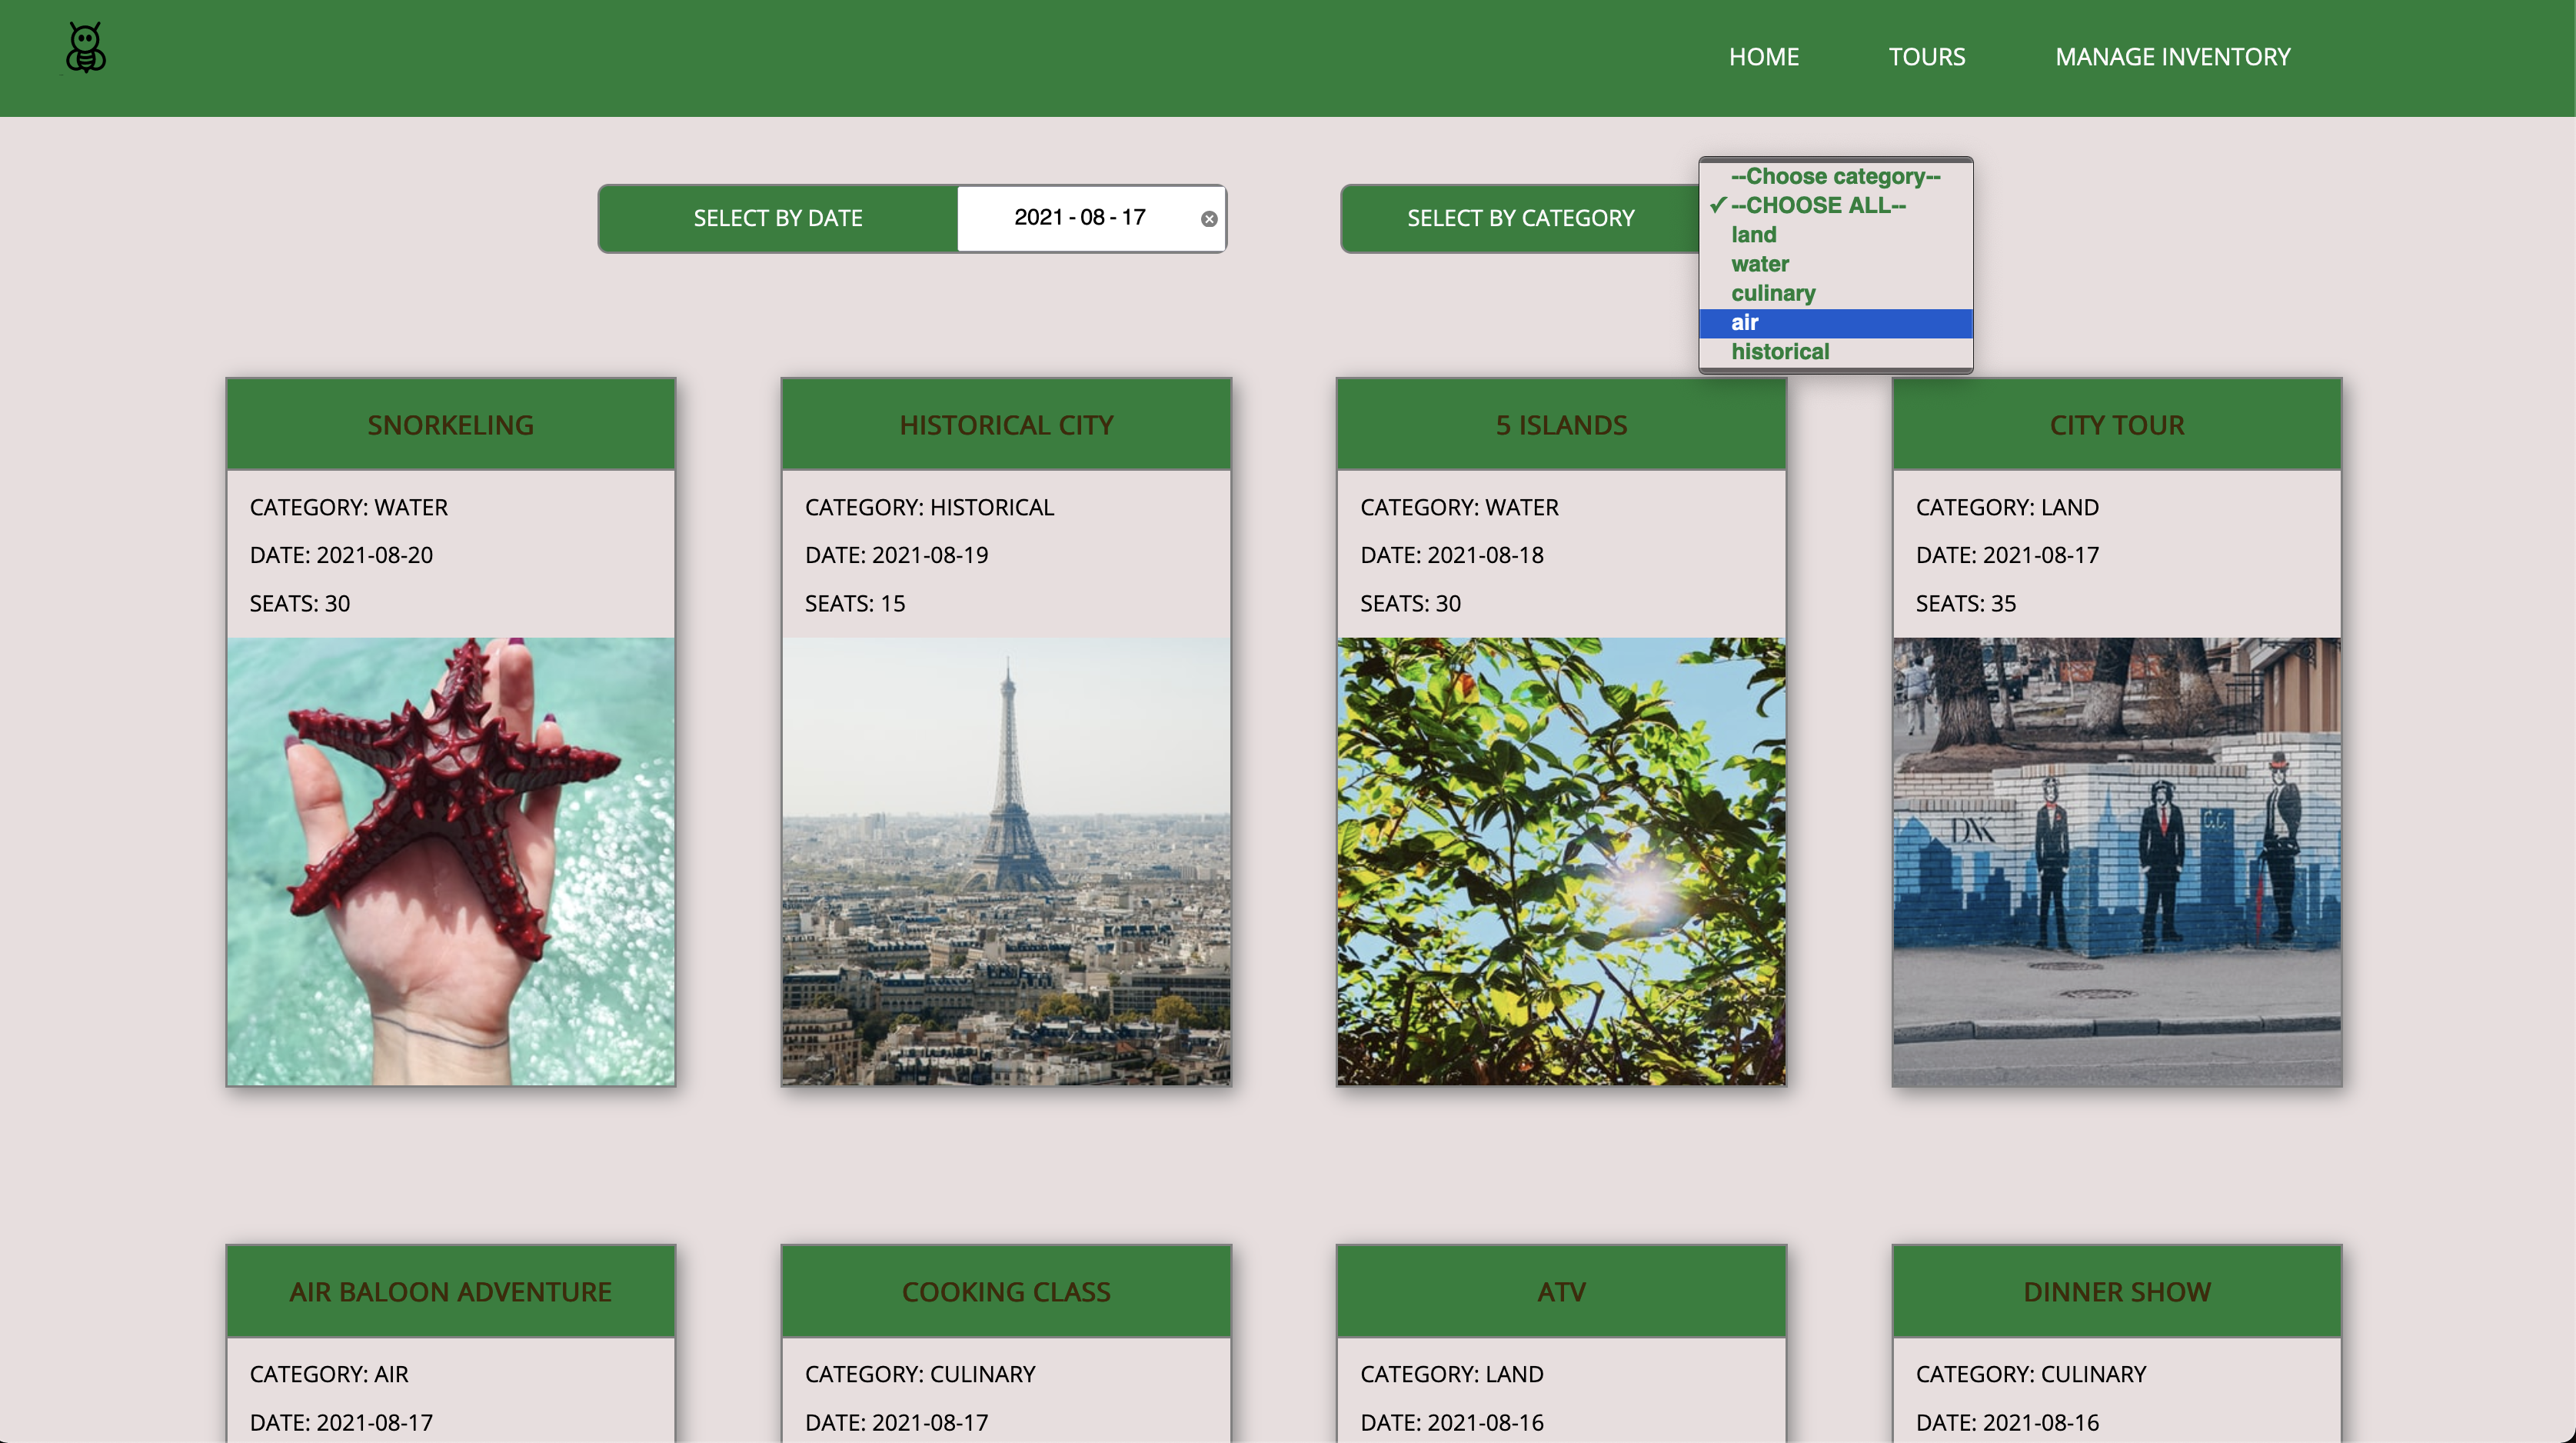 HOME TOURS MANAGE INVENTORY
SELECT BY DATE 2021 - 08 - 17 SELECT BY CATEGORY
--Choose category--
✓ --CHOOSE ALL--
land
water
culinary
air
historical
SNORKELING
CATEGORY: WATER
DATE: 2021-08-20
SEATS: 30
HISTORICAL CITY
CATEGORY: HISTORICAL
DATE: 2021-08-19
SEATS: 15
5 ISLANDS
CATEGORY: WATER
DATE: 2021-08-18
SEATS: 30
CITY TOUR
CATEGORY: LAND
DATE: 2021-08-17
SEATS: 35
C.C.
AIR BALOON ADVENTURE
CATEGORY: AIR
DATE: 2021-08-17
COOKING CLASS
CATEGORY: CULINARY
DATE: 2021-08-17
ATV
CATEGORY: LAND
DATE: 2021-08-16
DINNER SHOW
CATEGORY: CULINARY
DATE: 2021-08-16